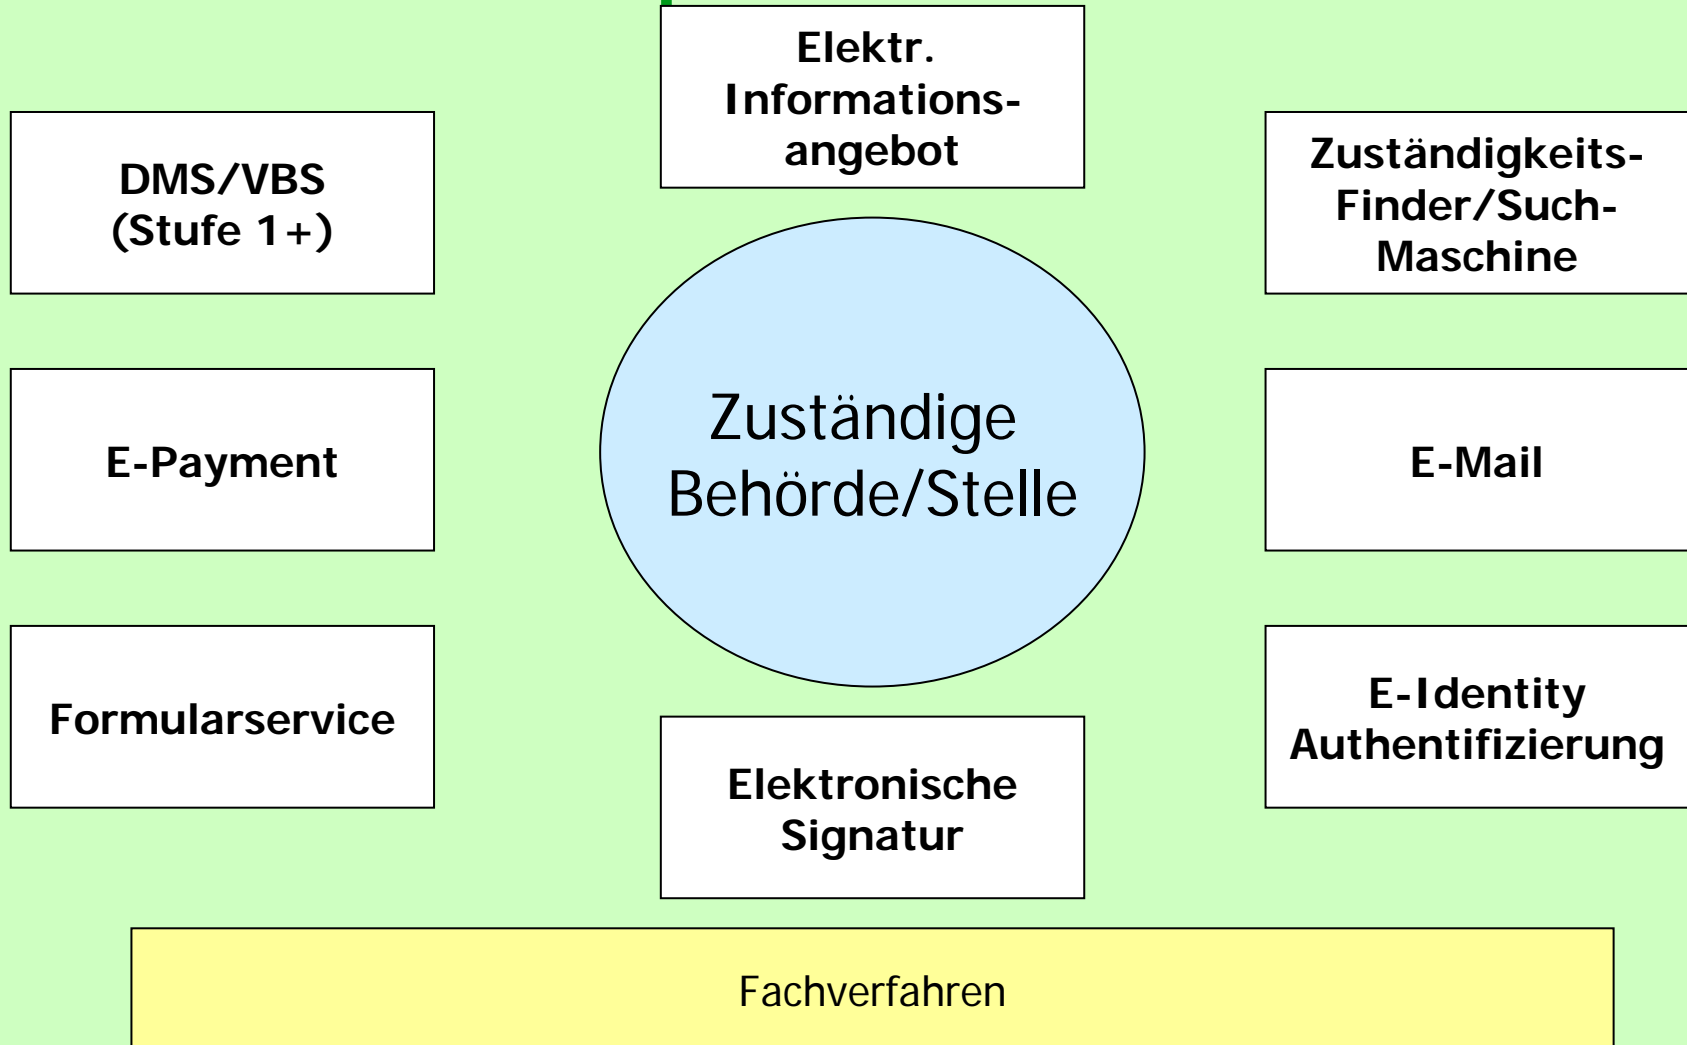 Elektr.
Informations-
angebot
DMS/VBS
(Stufe 1+)
Zuständigkeits-
Finder/Such-
Maschine
E-Payment
Zuständige
Behörde/Stelle
E-Mail
Formularservice
Elektronische
Signatur
E-Identity
Authentifizierung
Fachverfahren